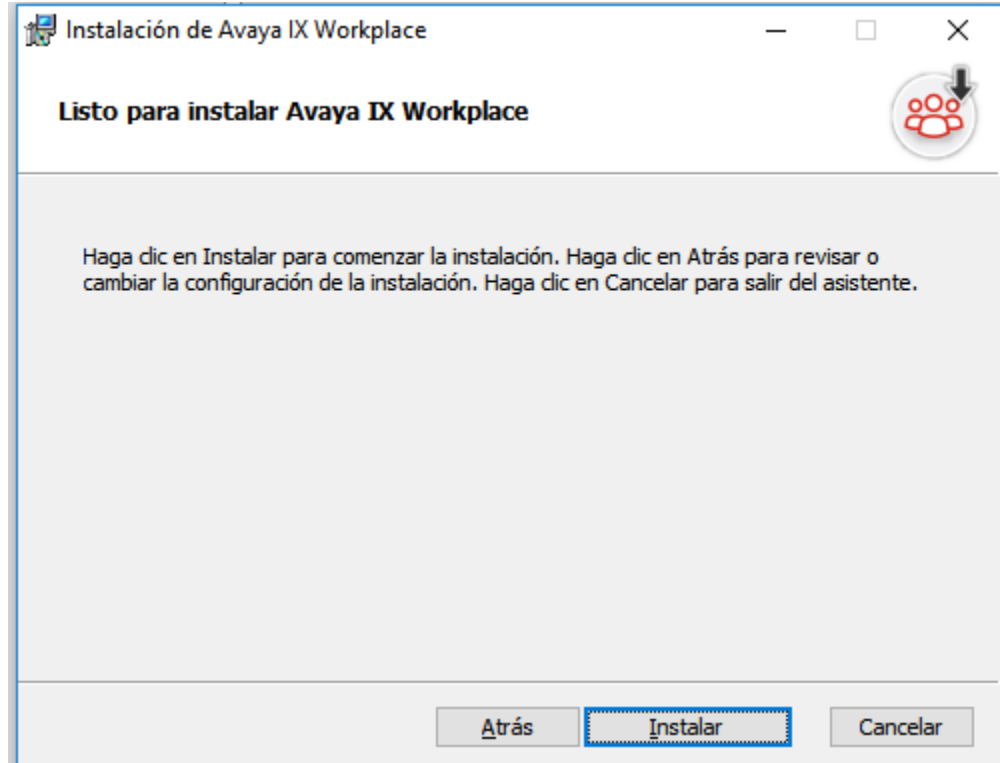 Instalación de Avaya IX Workplace
Listo para instalar Avaya IX Workplace
Haga clic en Instalar para comenzar la instalación. Haga clic en Atrás para revisar o
cambiar la configuración de la instalación. Haga clic en Cancelar para salir del asistente.
Atrás
Instalar
Cancelar